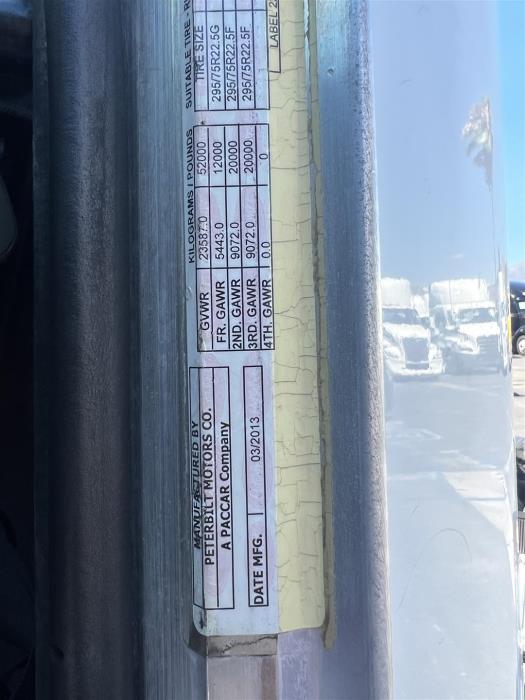 MANUFACTURED BY
PETERBILT MOTORS CO.
A PACCAR Company
DATE MFG. 03/2013
KILOGRAMS / POUNDS
GVWR 23587.0 52000
FR. GAWR 5443.0 12000
2ND. GAWR 9072.0 20000
3RD. GAWR 9072.0 20000
4TH. GAWR 0.0 0
SUITABLE TIRE - R
TIRE SIZE
295/75R22.5G
295/75R22.5F
295/75R22.5F
LABEL 2